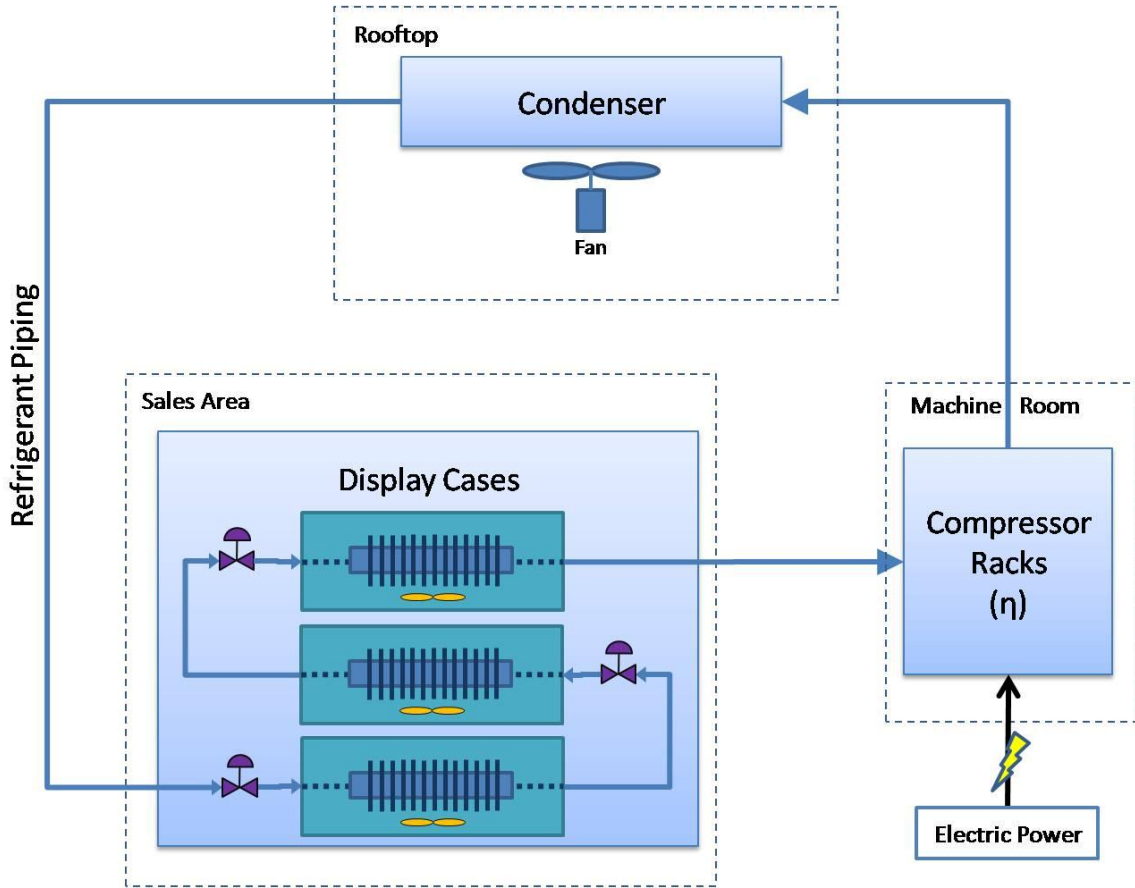 Rooftop
Condenser
Fan
Refrigerant Piping
Sales Area
Display Cases
Machine Room
Compressor
Racks
(η)
Electric Power